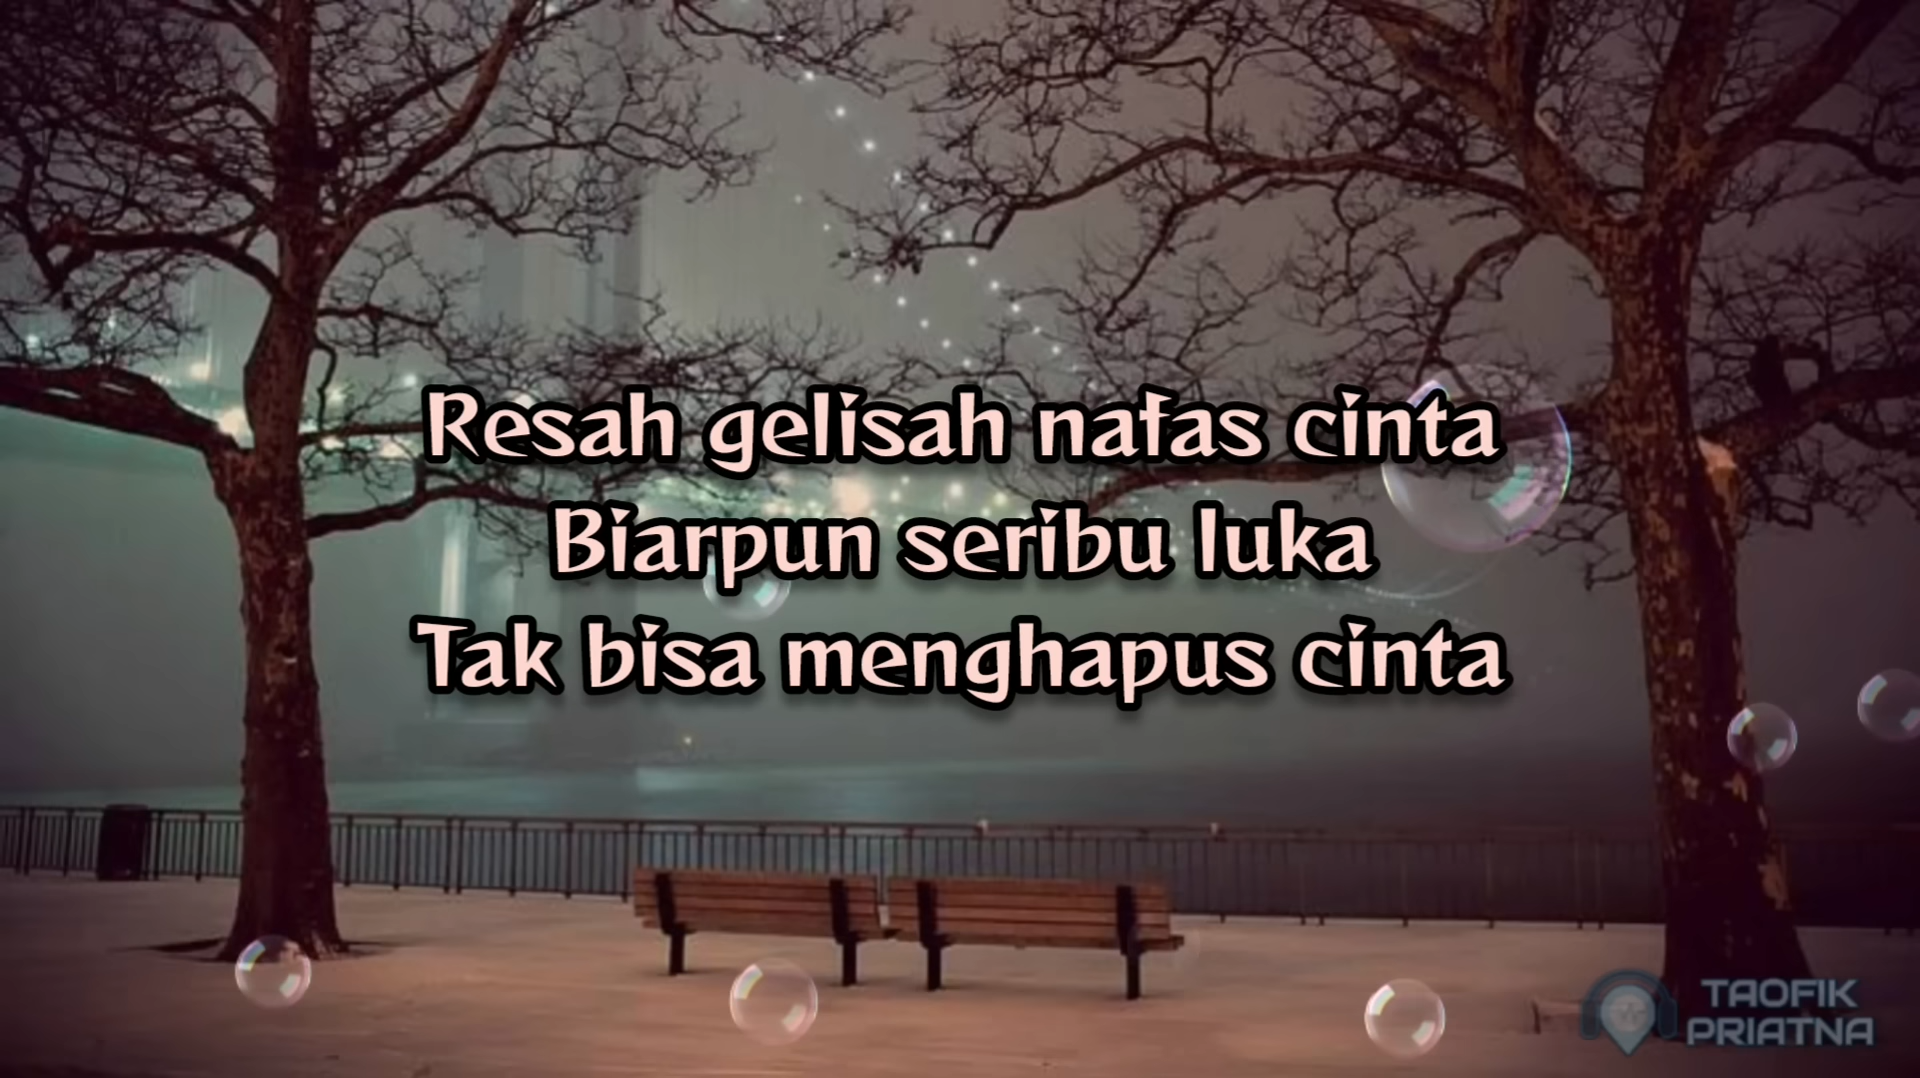 Resah gelisah nafas cinta
Biarpun seribu luka
Tak bisa menghapus cinta
TAOFIK
PRIATNA